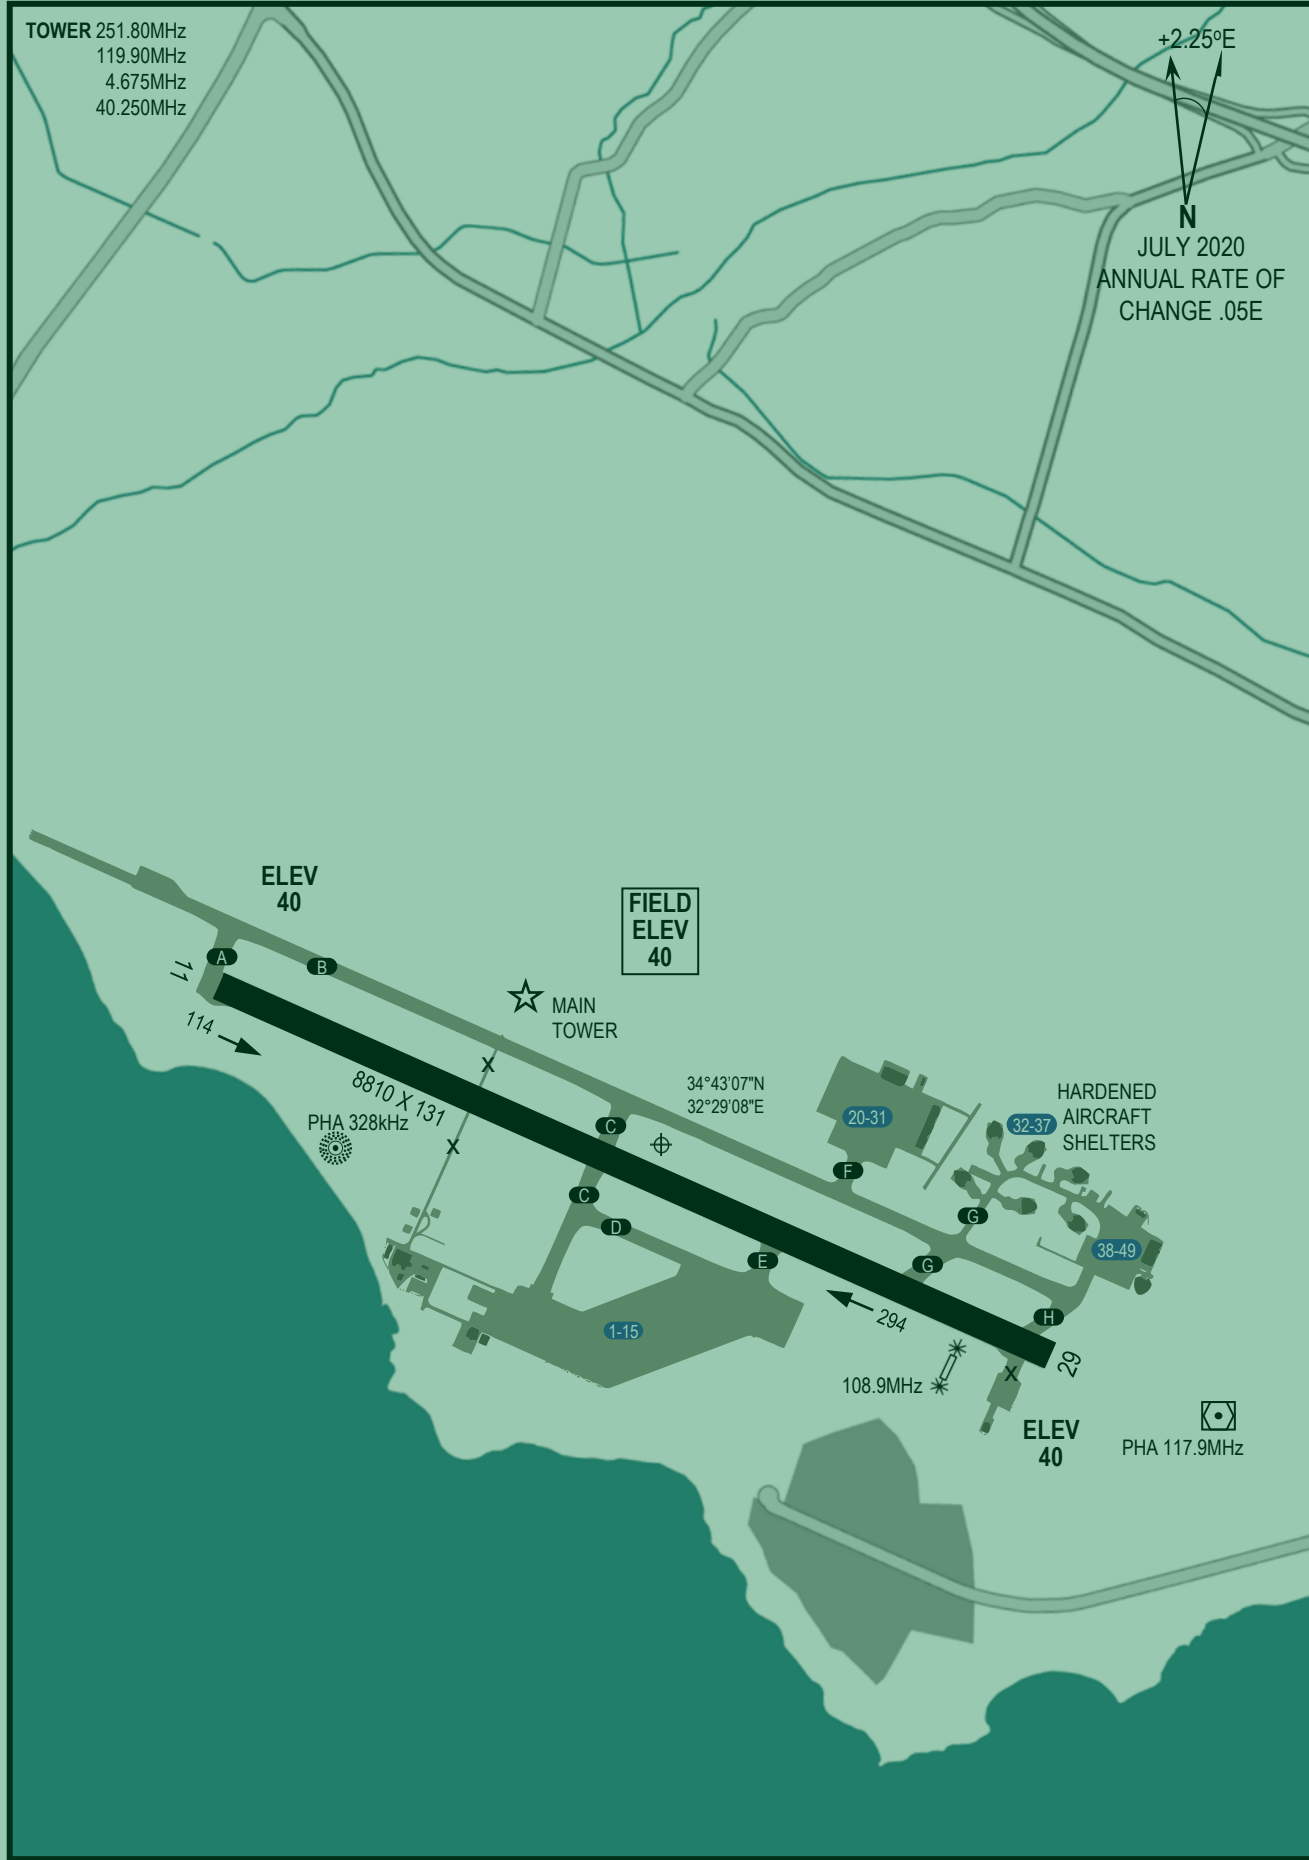 TOWER 251.80MHz
119.90MHz
4.675MHz
40.250MHz
+2.25ºE
N
JULY 2020
ANNUAL RATE OF
CHANGE .05E
ELEV
40
FIELD
ELEV
40
A
B
11
114
MAIN
TOWER
X
8810 X 131
PHA 328kHz
X
34°43'07"N
32°29'08"E
C
C
D
E
20-31
F
HARDENED
AIRCRAFT
SHELTERS
32-37
G
G
38-49
H
1-15
294
29
X
108.9MHz
ELEV
40
PHA 117.9MHz